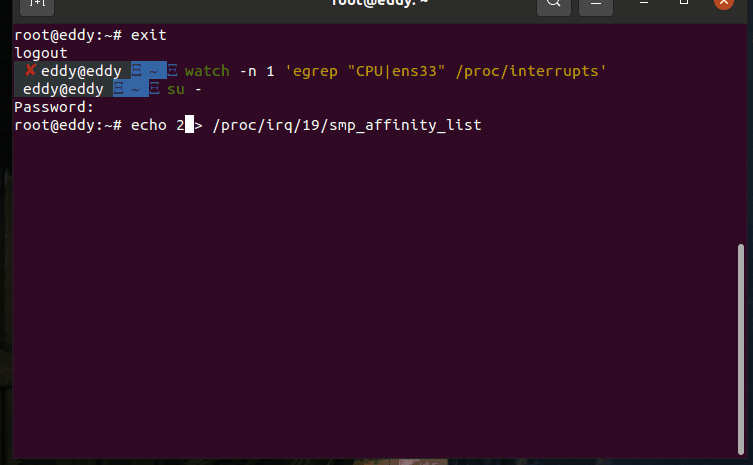 root@eddy: ~
root@eddy:~# exit
logout
✘ eddy@eddy  ~  watch -n 1 'egrep "CPU|ens33" /proc/interrupts'
eddy@eddy  ~  su -
Password:
root@eddy:~# echo 2 > /proc/irq/19/smp_affinity_list